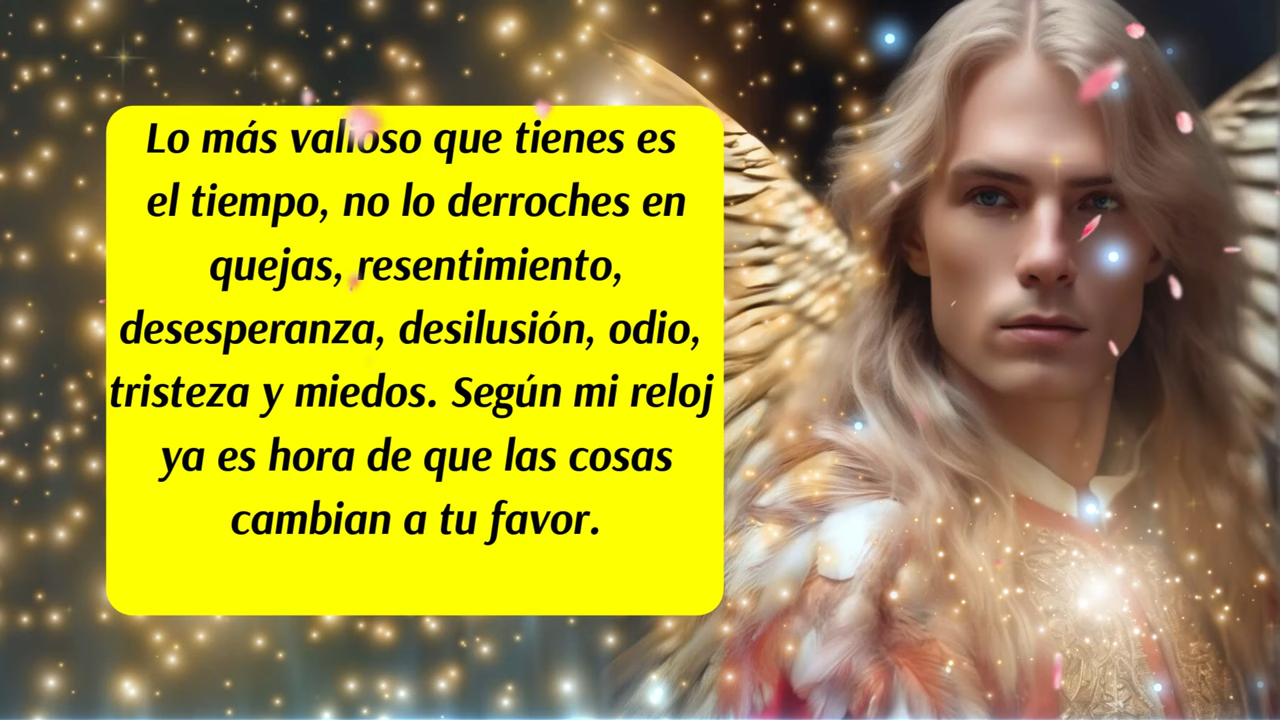 Lo más valioso que tienes es
el tiempo, no lo derroches en
quejas, resentimiento,
desesperanza, desilusión, odio,
tristeza y miedos. Según mi reloj
ya es hora de que las cosas
cambian a tu favor.